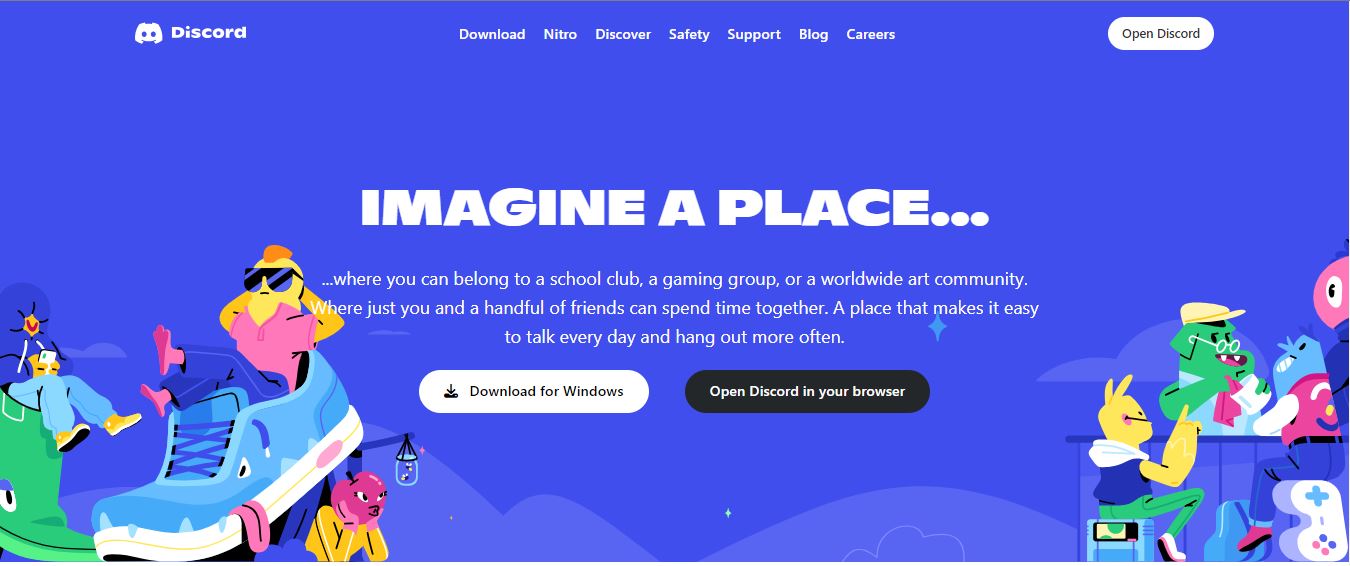 Discord
Download Nitro Discover Safety Support Blog Careers
Open Discord
IMAGINE A PLACE...
...where you can belong to a school club, a gaming group, or a worldwide art community.
Where just you and a handful of friends can spend time together. A place that makes it easy
to talk every day and hang out more often.
Download for Windows
Open Discord in your browser